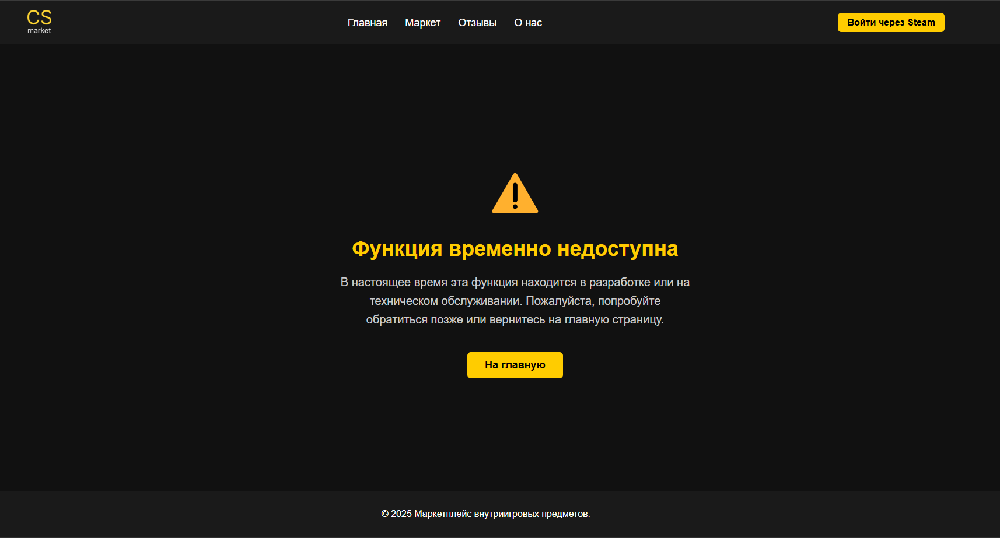 CS
market
Главная
Маркет
Отзывы
О нас
Войти через Steam
Функция временно недоступна
В настоящее время эта функция находится в разработке или на
техническом обслуживании. Пожалуйста, попробуйте
обратиться позже или вернитесь на главную страницу.
На главную
© 2025 Маркетплейс внутриигровых предметов.